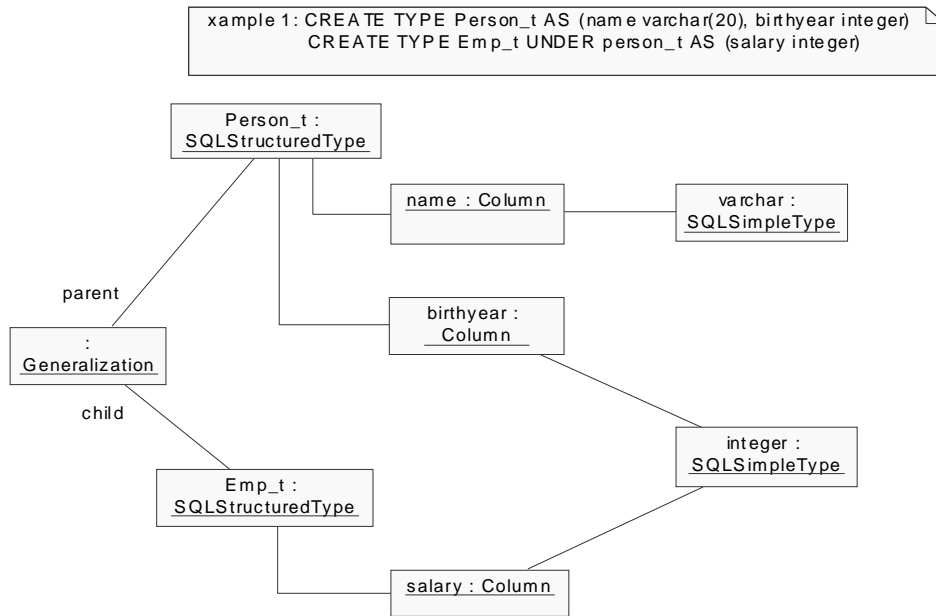 xample 1: CREATE TYPE Person_t AS (name varchar(20), birthyear integer)
CREATE TYPE Emp_t UNDER person_t AS (salary integer)
Person_t :
SQLStructuredType
name : Column
varchar :
SQLSimpleType
parent
birthyear :
Column
:
Generalization
child
integer :
SQLSimpleType
Emp_t :
SQLStructuredType
salary : Column